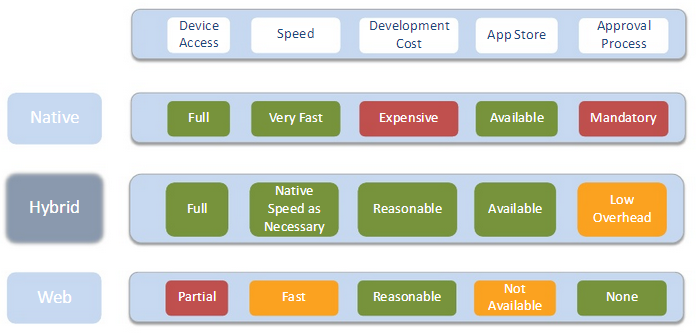 Device Access
Speed
Development Cost
App Store
Approval Process
Native
Full
Very Fast
Expensive
Available
Mandatory
Hybrid
Full
Native Speed as Necessary
Reasonable
Available
Low Overhead
Web
Partial
Fast
Reasonable
Not Available
None